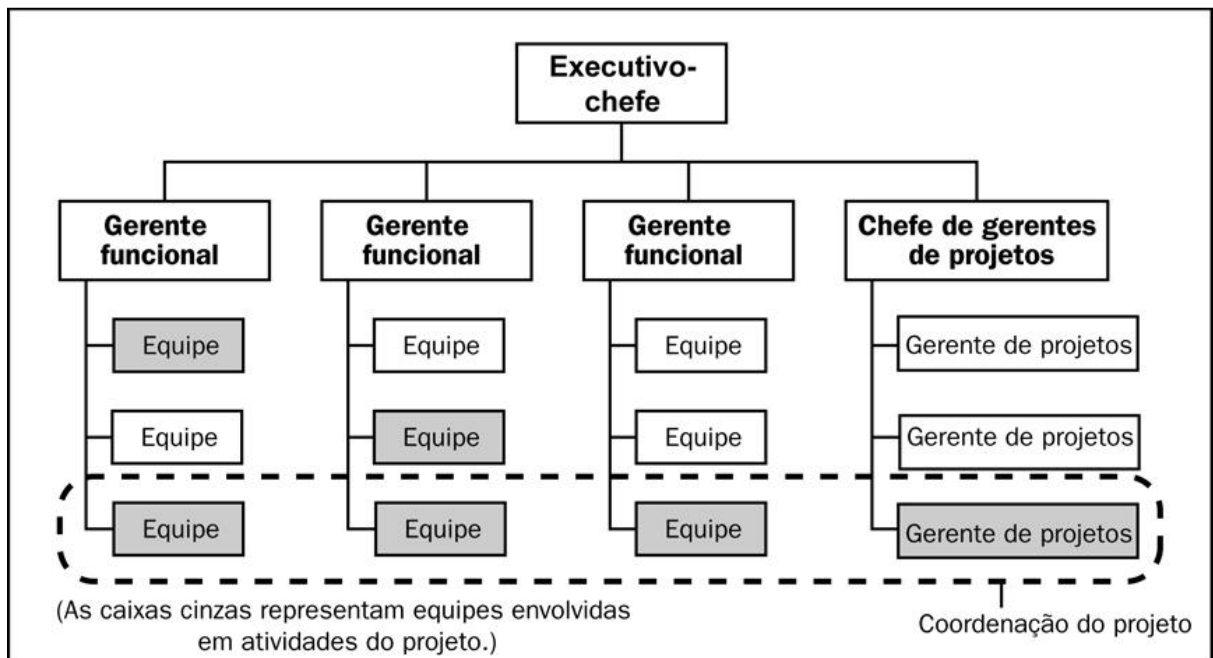 Executivo-
chefe
Gerente
funcional
Gerente
funcional
Gerente
funcional
Chefe de gerentes
de projetos
Equipe
Equipe
Equipe
Gerente de projetos
Equipe
Equipe
Equipe
Gerente de projetos
Equipe
Equipe
Equipe
Gerente de projetos
(As caixas cinzas representam equipes envolvidas
em atividades do projeto.)
Coordenação do projeto